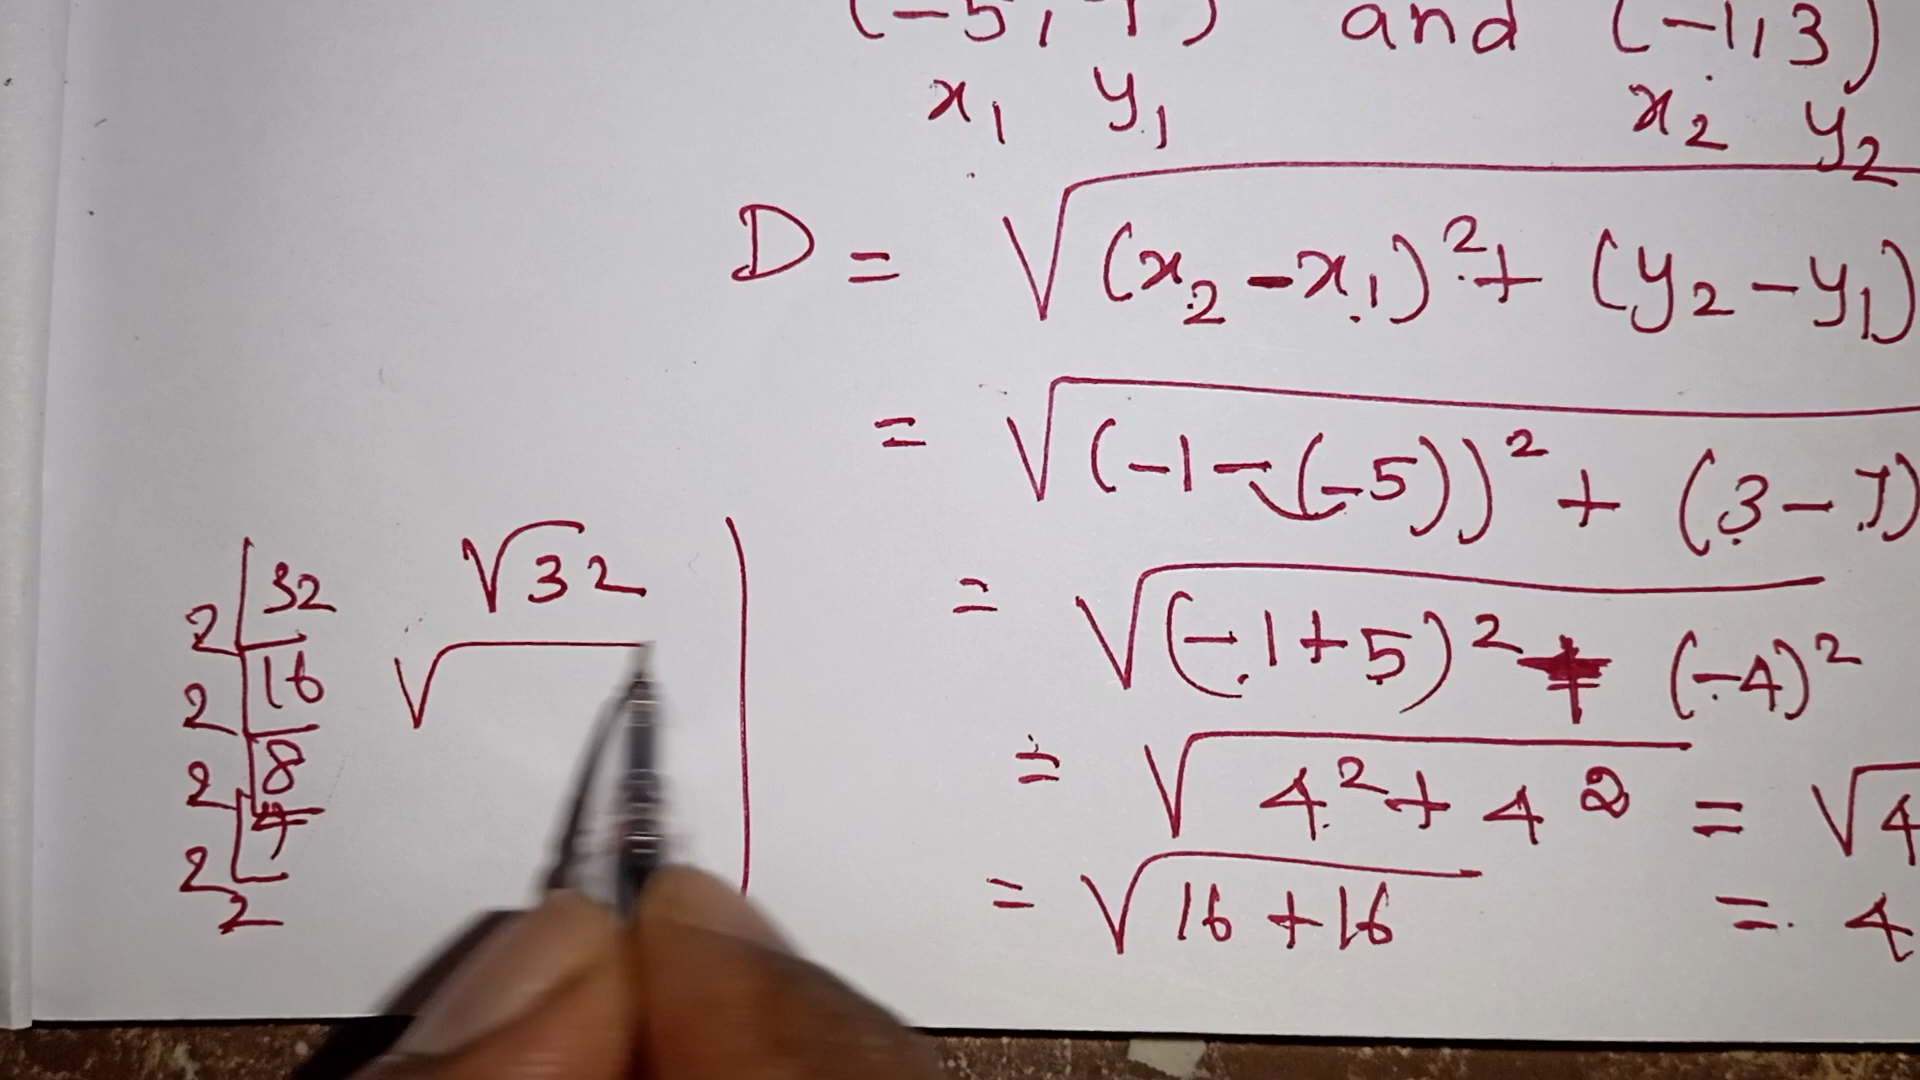 (-5, 7) and (-1, 3)
x₁ y₁ x₂ y₂
D = √(x₂-x₁)²+ (y₂-y₁)
= √(-1-(-5))² + (3-7)
= √(-1+5)² + (-4)²
= √4²+4² = √4
= √16+16 = 4
√32
√
2 32
2 16
2 8
2 4
2